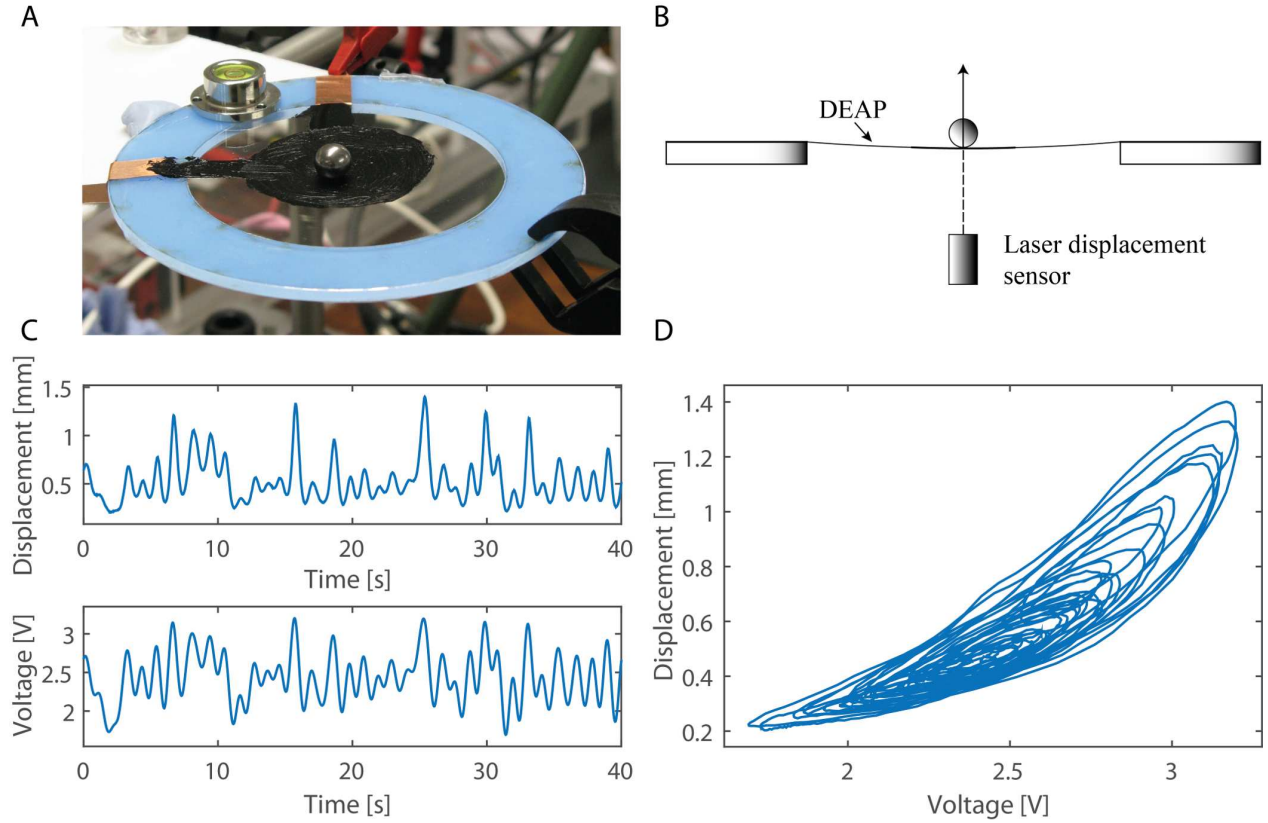 A
B
DEAP
Laser displacement
sensor
C
Displacement [mm]
1.5
1
0.5
0
10
20
30
40
Time [s]
Voltage [V]
3
2.5
2
0
10
20
30
40
Time [s]
D
Displacement [mm]
1.4
1.2
1
0.8
0.6
0.4
0.2
2
2.5
3
Voltage [V]